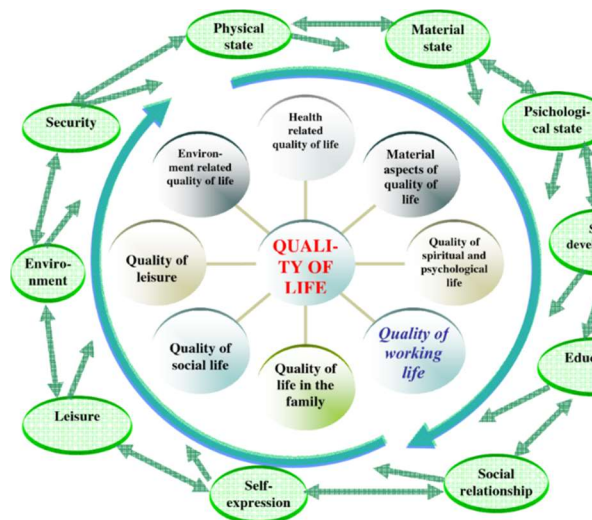 Physical
state
Material
state
Security
Psichologi-
cal state
Health
related
quality of life
Environ-
ment related
quality of life
Material
aspects of
quality of
life
Quality of
leisure
QUALI-
TY OF
LIFE
Quality of
spiritual and
psychological
life
Enviro-
nment
Quality of
social life
Quality of
life in the
family
Quality of
working
life
Leisure
Self-
expression
Social
relationship